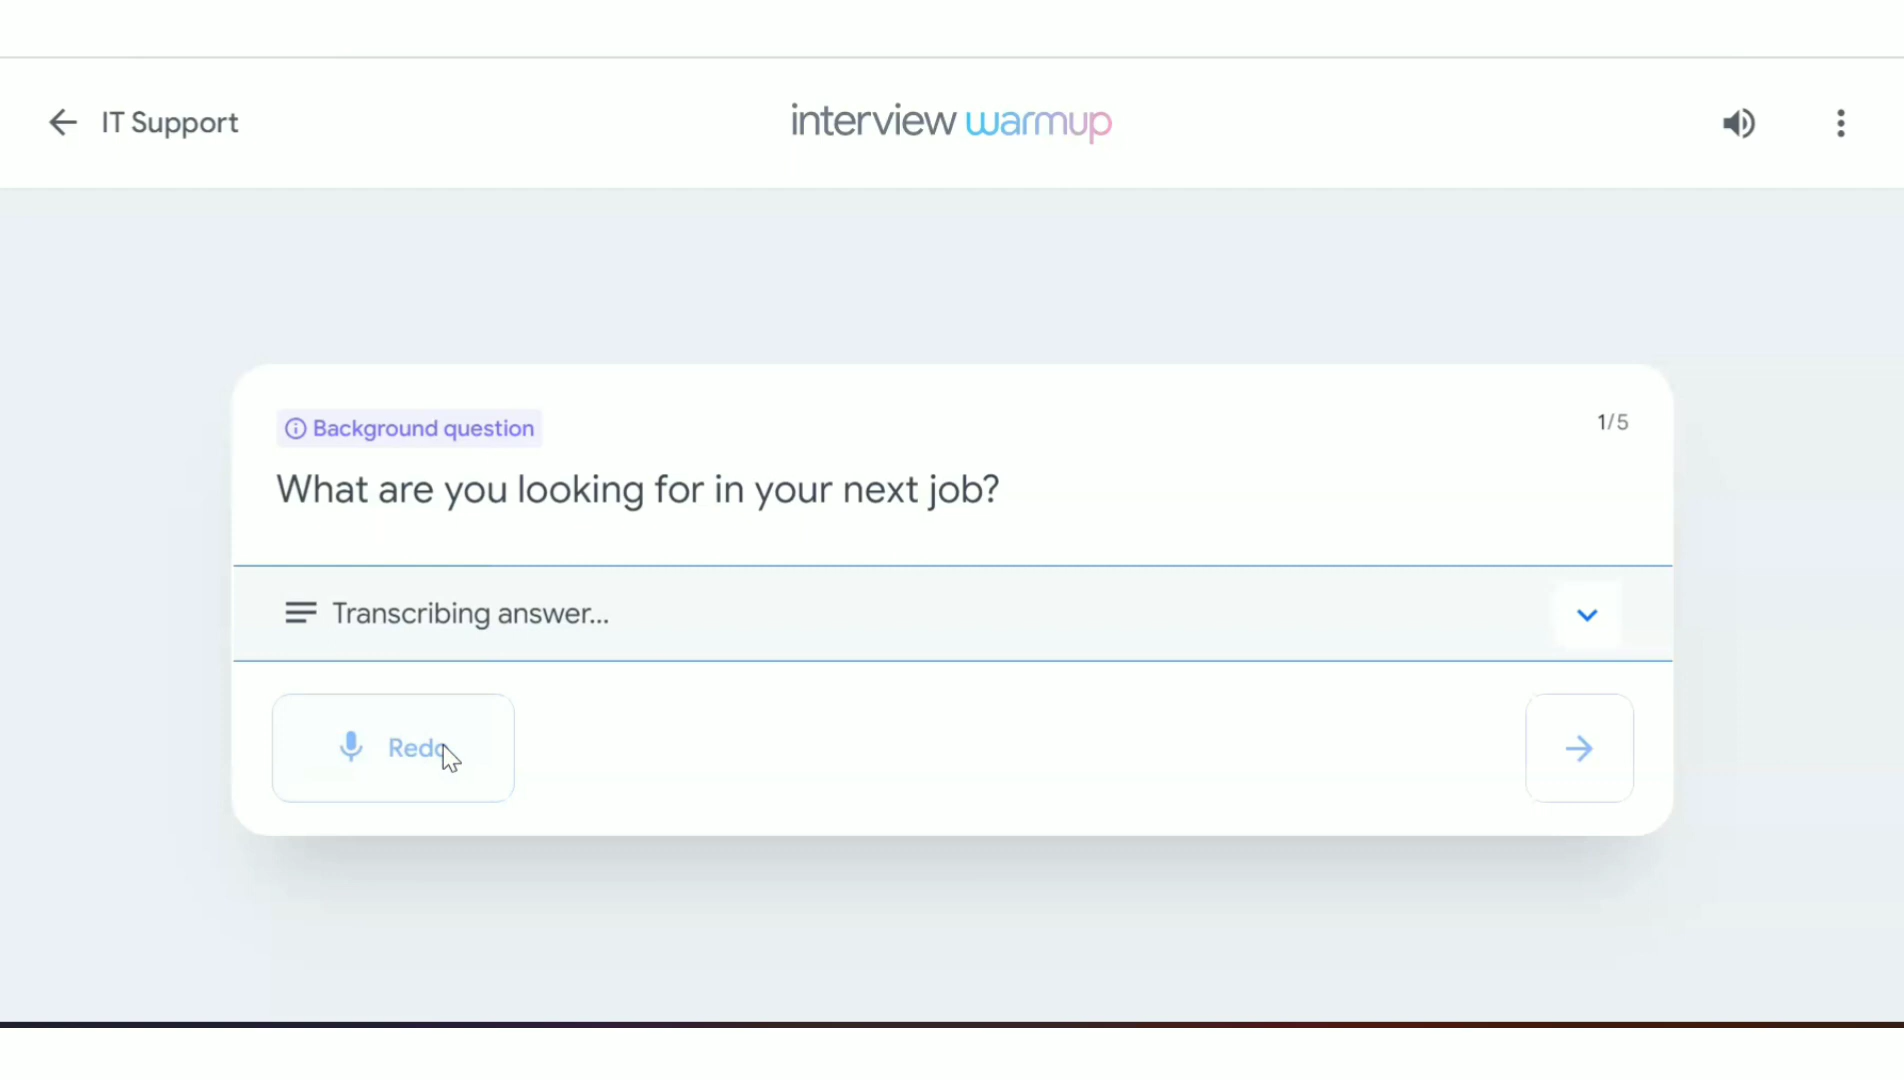 IT Support
interview warmup
Background question
1/5
What are you looking for in your next job?
Transcribing answer...
Redo